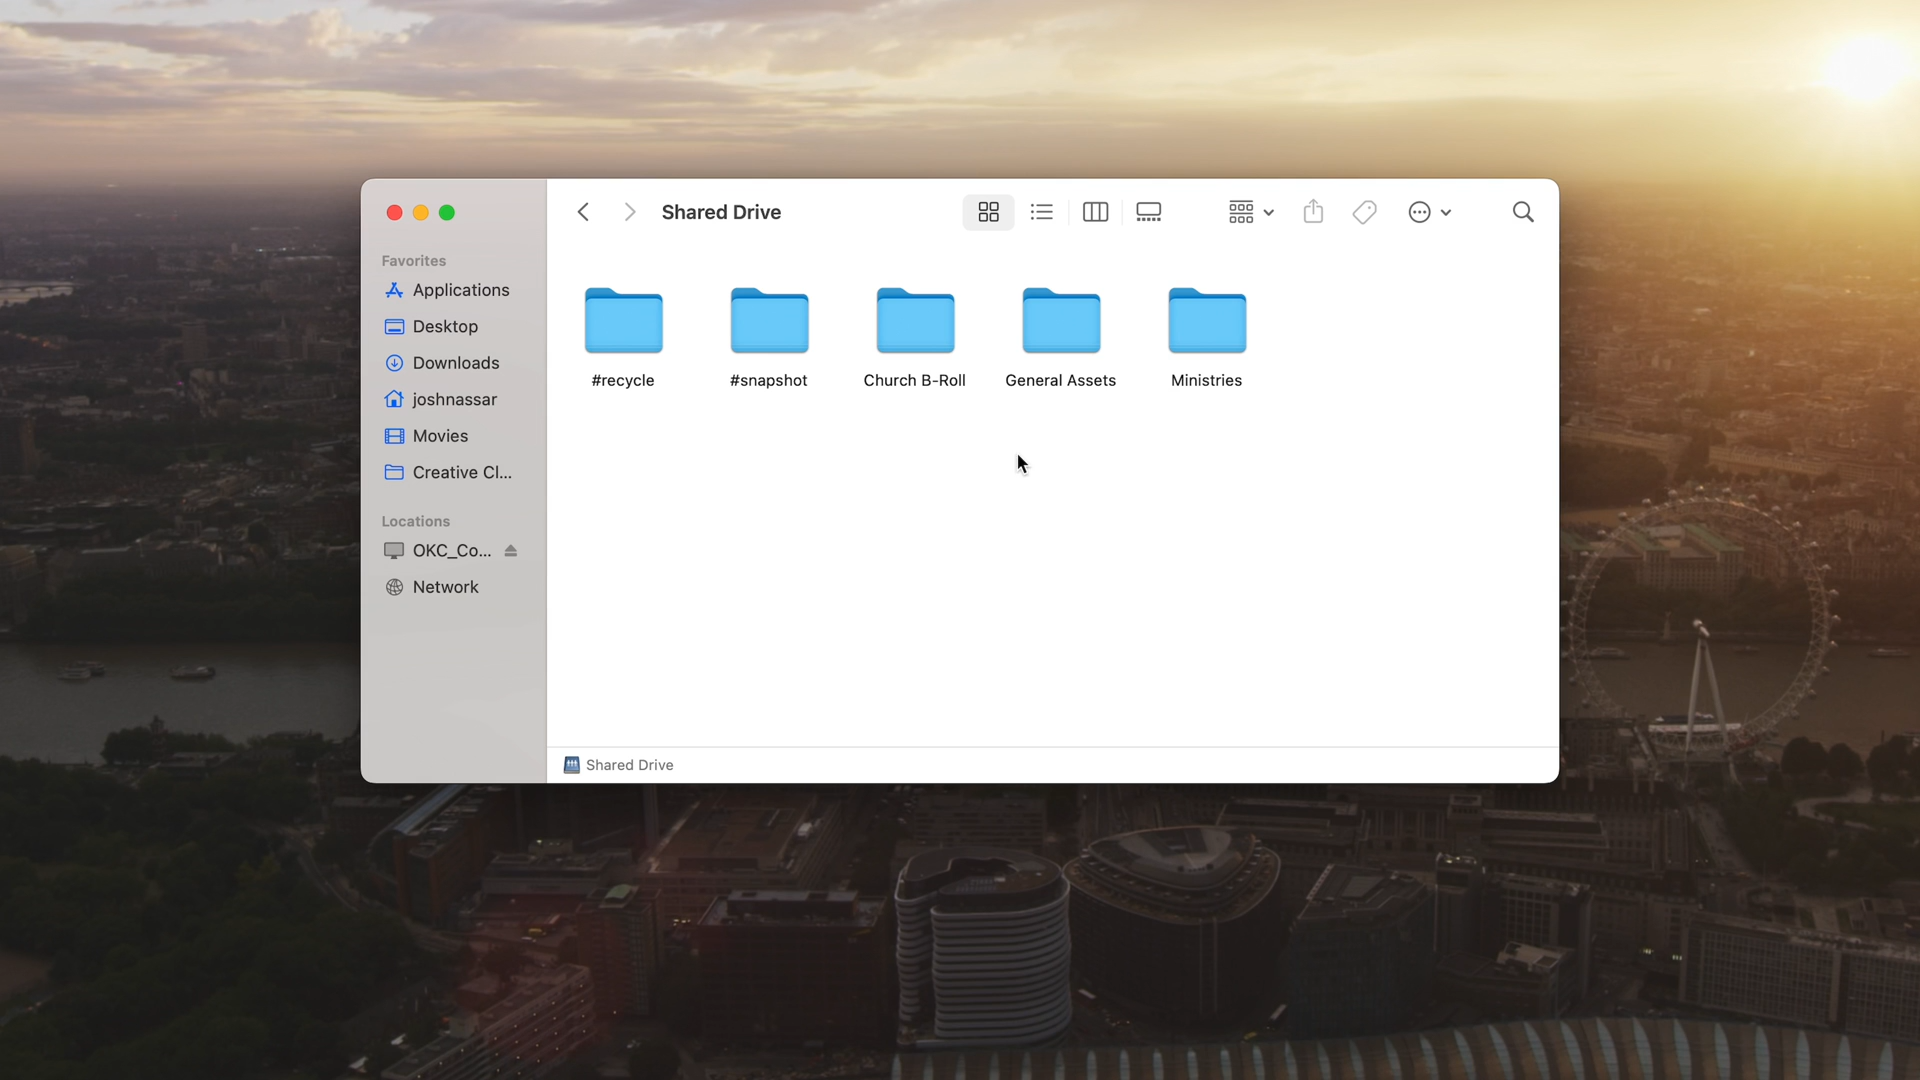 Shared Drive
Favorites
Applications
Desktop
Downloads
joshnassar
Movies
Creative Cl...
Locations
OKC_Co...
Network
#recycle
#snapshot
Church B-Roll
General Assets
Ministries
Shared Drive